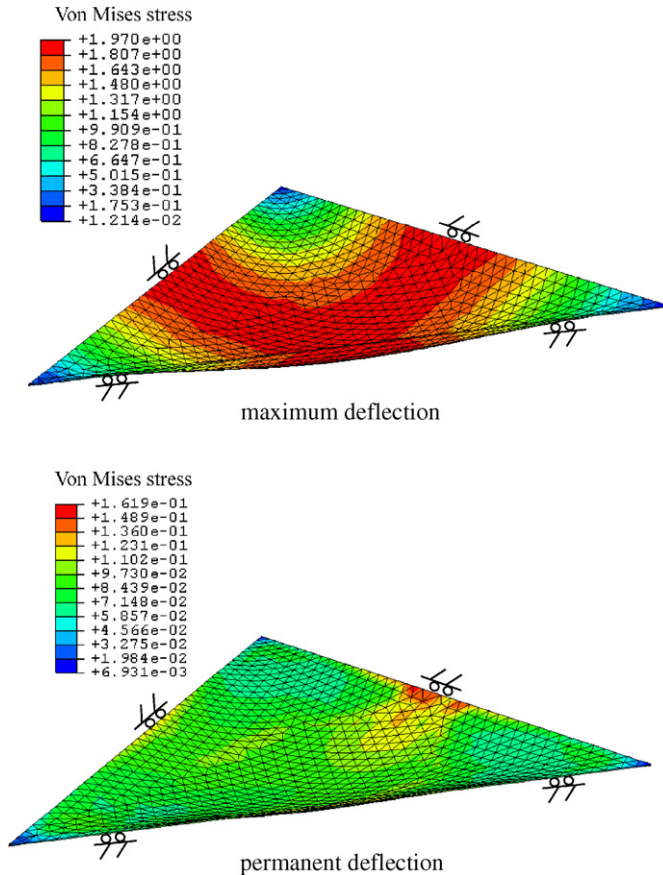 Von Mises stress
+1.970e+00
+1.807e+00
+1.643e+00
+1.480e+00
+1.317e+00
+1.154e+00
+9.909e-01
+8.278e-01
+6.647e-01
+5.015e-01
+3.384e-01
+1.753e-01
+1.214e-02
maximum deflection
Von Mises stress
+1.619e-01
+1.489e-01
+1.360e-01
+1.231e-01
+1.102e-01
+9.730e-02
+8.439e-02
+7.148e-02
+5.857e-02
+4.566e-02
+3.275e-02
+1.984e-02
+6.931e-03
permanent deflection